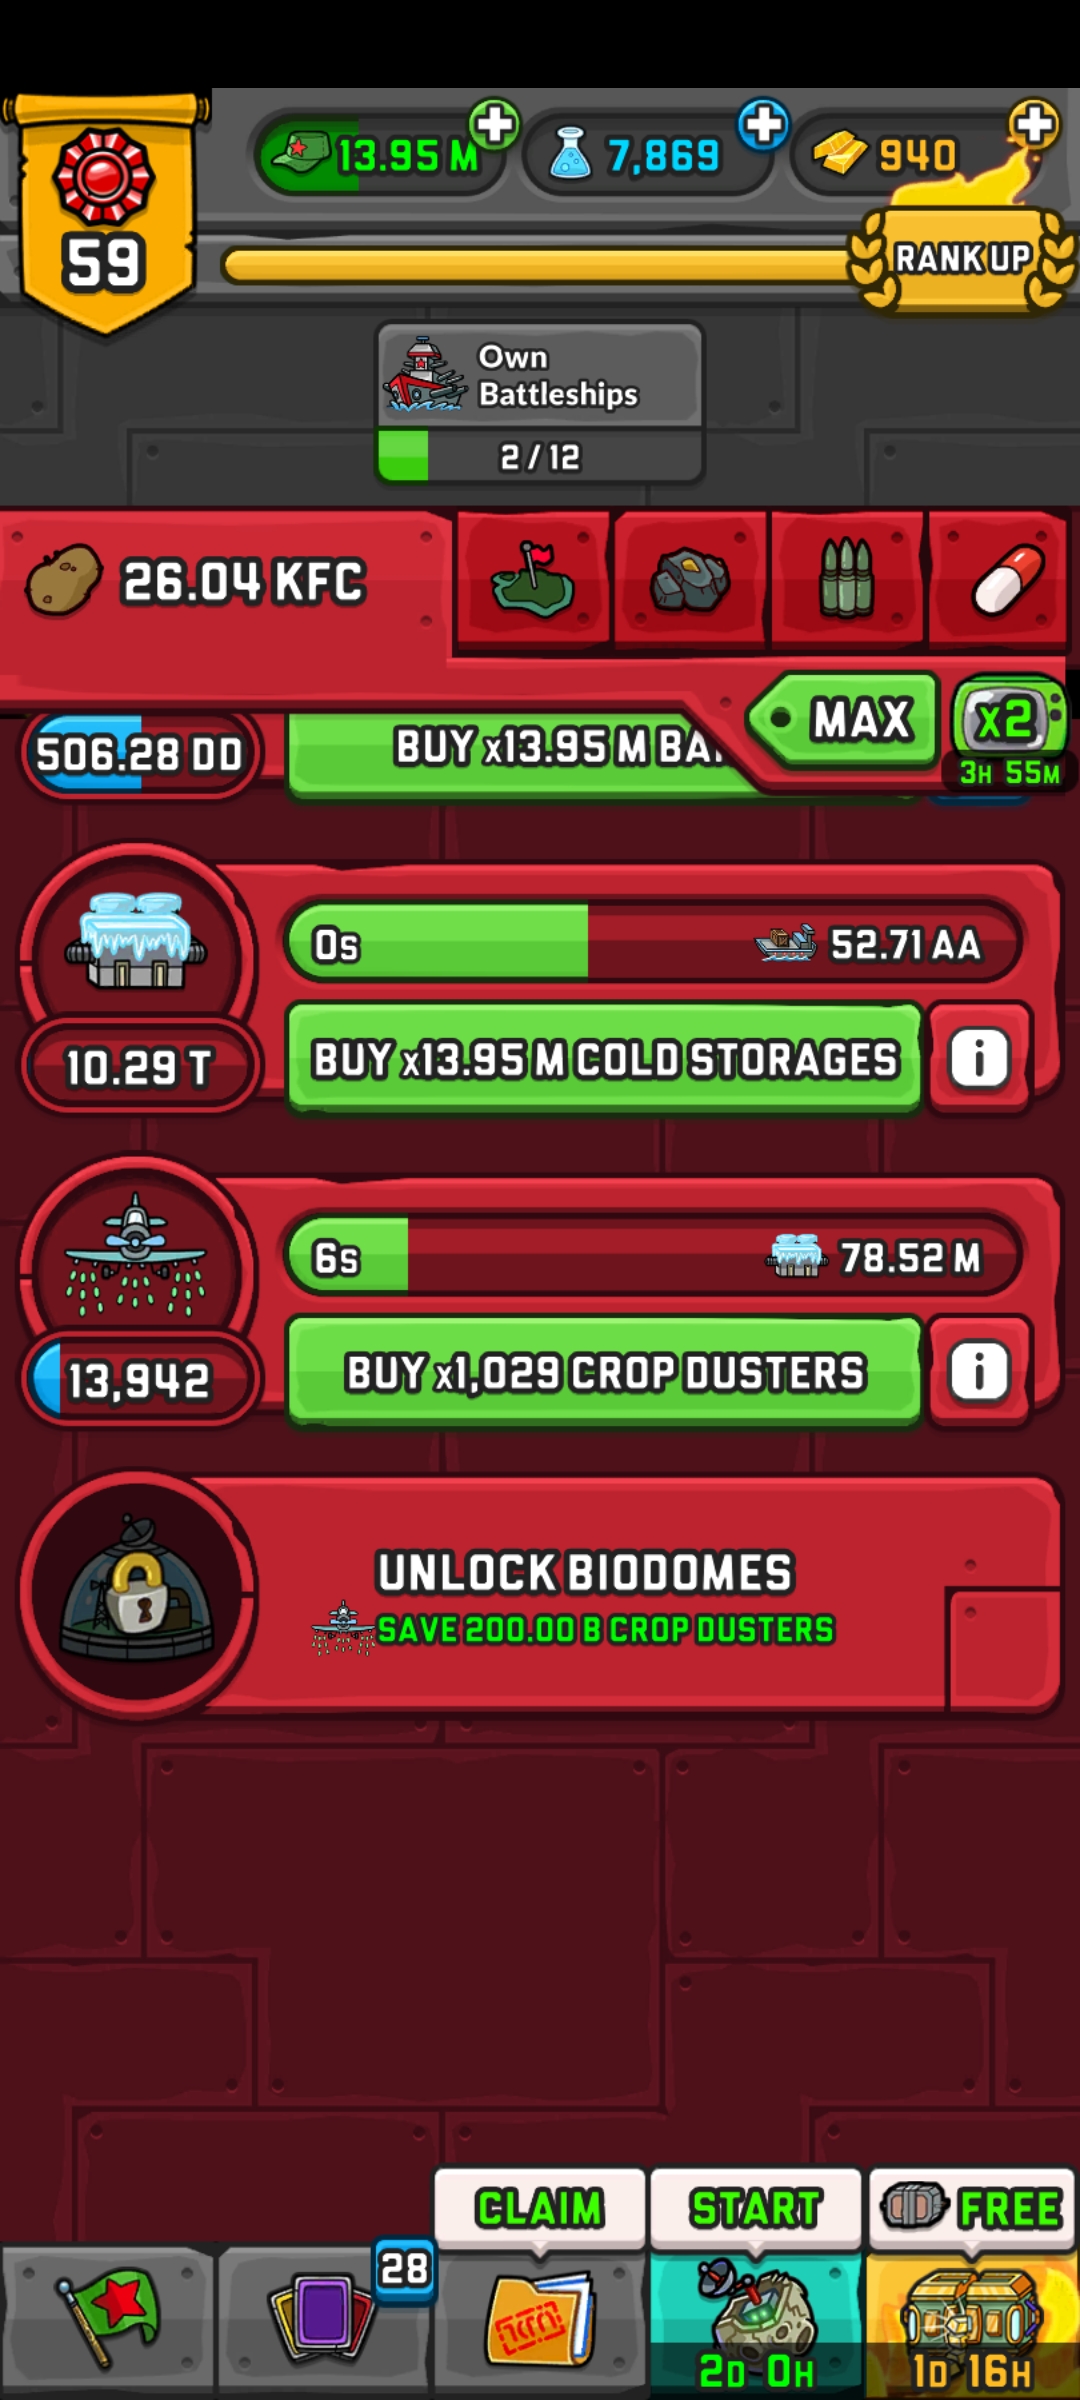 13.95 M
7,869
940
59
RANK UP
Own
Battleships
2 / 12
26.04 KFC
MAX
x2
3H 55M
506.28 DD
BUY x13.95 M BA
0s
52.71 AA
10.29 T
BUY x13.95 M COLD STORAGES
i
6s
78.52 M
13,942
BUY x1,029 CROP DUSTERS
i
UNLOCK BIODOMES
SAVE 200.00 B CROP DUSTERS
CLAIM
START
FREE
28
2D 0H
1D 16H